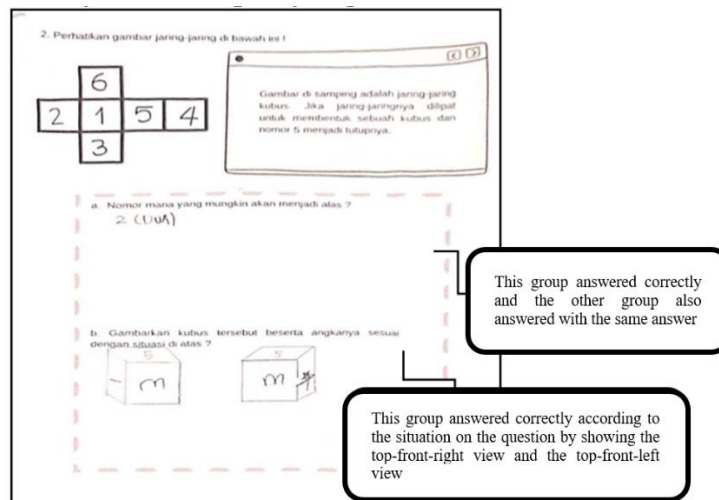 2. Perhatikan gambar jaring-jaring di bawah ini !
6
2 1 5 4
3
Gambar di samping adalah jaring-jaring
kubus. Jika jaring-jaringnya dilipat
untuk membentuk sebuah kubus dan
nomor 5 menjadi tutupnya.
a. Nomor mana yang mungkin akan menjadi alas ?
2 (DUA)
b. Gambarkan kubus tersebut beserta angkanya sesuai
dengan situasi di atas ?
5
5
This group answered correctly
and the other group also
answered with the same answer
This group answered correctly according to
the situation on the question by showing the
top-front-right view and the top-front-left
view